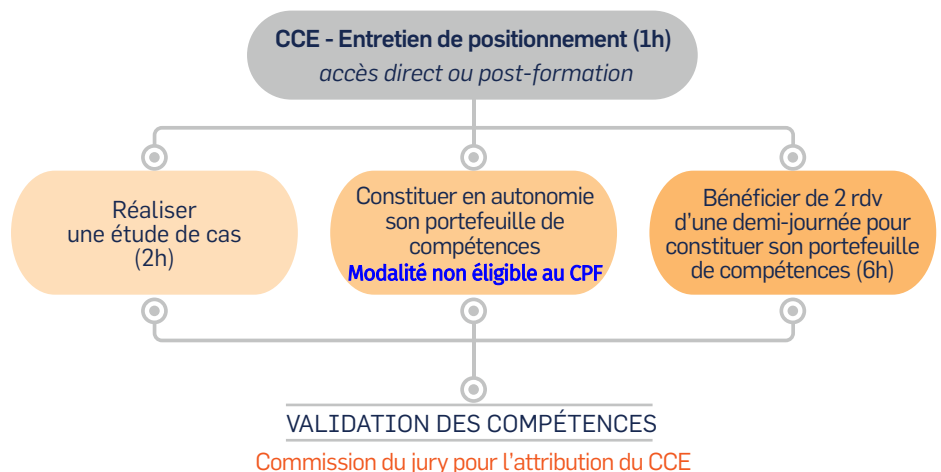 CCE - Entretien de positionnement (1h)
accès direct ou post-formation
Réaliser
une étude de cas
(2h)
Constituer en autonomie
son portefeuille de
compétences
Modalité non éligible au CPF
Bénéficier de 2 rdv
d'une demi-journée pour
constituer son portefeuille
de compétences (6h)
VALIDATION DES COMPÉTENCES
Commission du jury pour l'attribution du CCE